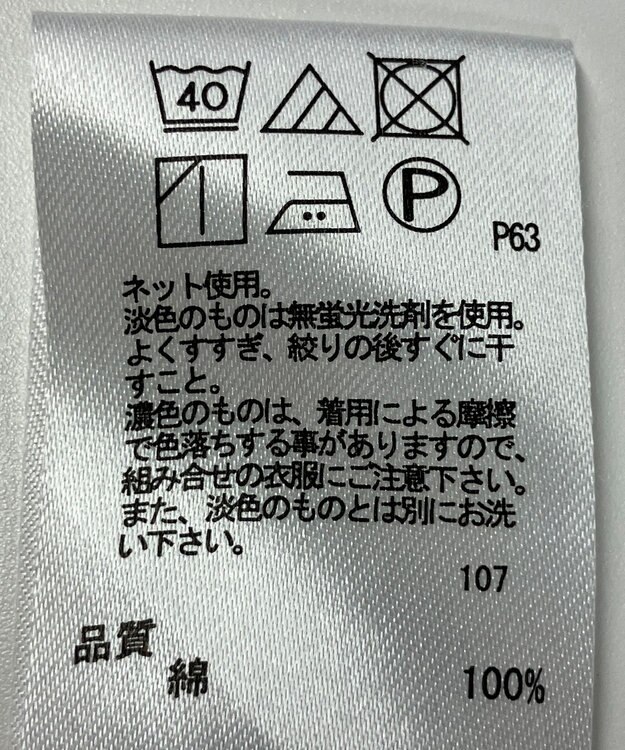 40
P
P63
ネット使用。
淡色のものは無蛍光洗剤を使用。
よくすすぎ、絞りの後すぐに干
すこと。
濃色のものは、着用による摩擦
で色落ちする事がありますので、
組み合せの衣服にご注意下さい。
また、淡色のものとは別にお洗
い下さい。
107
品質
綿 100%